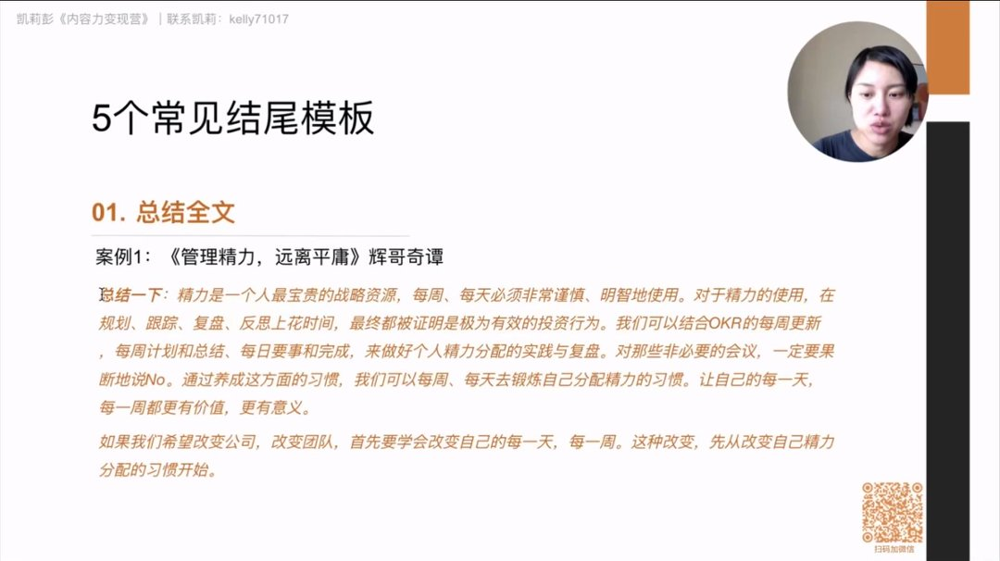 凯莉彭《内容力变现营》｜联系凯莉：kelly71017
5个常见结尾模板
01. 总结全文
案例1：《管理精力，远离平庸》辉哥奇谭
总结一下：精力是一个人最宝贵的战略资源，每周、每天必须非常谨慎、明智地使用。对于精力的使用，在
规划、跟踪、复盘、反思上花时间，最终都被证明是极为有效的投资行为。我们可以结合OKR的每周更新
，每周计划和总结、每日要事和完成，来做好个人精力分配的实践与复盘。对那些非必要的会议，一定要果
断地说No。通过养成这方面的习惯，我们可以每周、每天去锻炼自己分配精力的习惯。让自己的每一天，
每一周都更有价值，更有意义。
如果我们希望改变公司，改变团队，首先要学会改变自己的每一天，每一周。这种改变，先从改变自己精力
分配的习惯开始。
扫码加微信